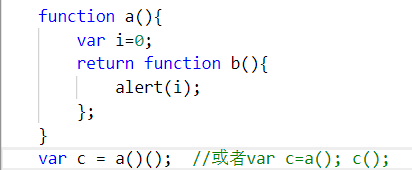 function a(){
    var i=0;
    return function b(){
        alert(i);
    };
}
var c = a()();  //或者var c=a(); c();